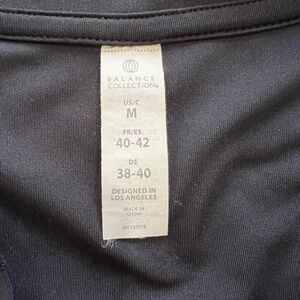 BALANCE
COLLECTION®
US/C
M
FR/ES
40-42
DE
38-40
DESIGNED IN
LOS ANGELES
MADE IN
CHINA